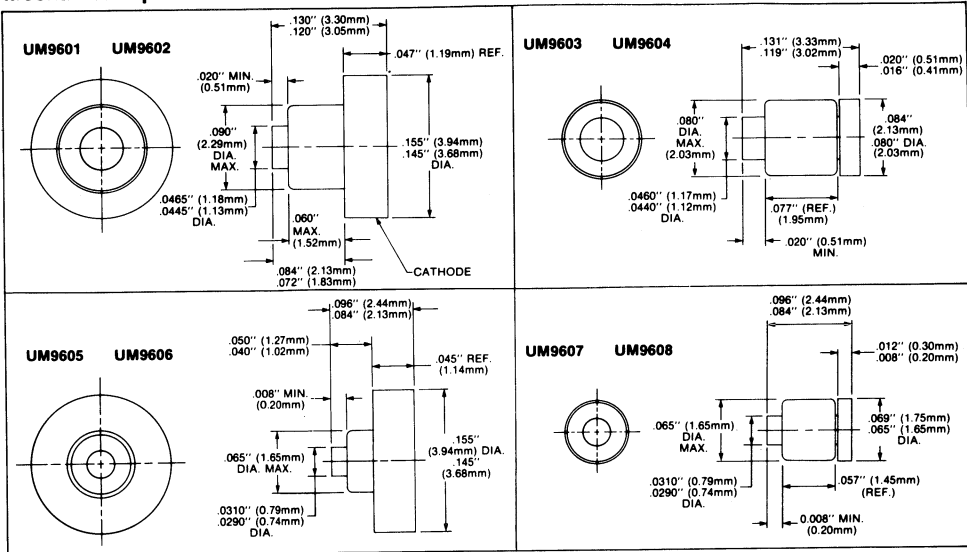 UM9601 UM9602
.130'' (3.30mm)
.120'' (3.05mm)
.047'' (1.19mm) REF.
.020'' MIN.
(0.51mm)
.090''
(2.29mm)
DIA.
MAX.
.155'' (3.94mm)
.145'' (3.68mm)
DIA.
.0465'' (1.18mm)
.0445'' (1.13mm)
DIA.
.060''
MAX.
(1.52mm)
.084'' (2.13mm)
.072'' (1.83mm)
CATHODE
UM9603 UM9604
.131'' (3.33mm)
.119'' (3.02mm)
.020'' (0.51mm)
.016'' (0.41mm)
.080''
DIA.
MAX.
(2.03mm)
.084''
(2.13mm)
.080'' DIA.
(2.03mm)
.0460'' (1.17mm)
.0440'' (1.12mm)
DIA.
.077'' (REF.)
(1.95mm)
.020'' (0.51mm)
MIN.
UM9605 UM9606
.096'' (2.44mm)
.084'' (2.13mm)
.050'' (1.27mm)
.040'' (1.02mm)
.045'' REF.
(1.14mm)
.008'' MIN.
(0.20mm)
.065'' (1.65mm)
DIA. MAX.
.155''
(3.94mm) DIA.
.145''
(3.68mm)
.0310'' (0.79mm)
.0290'' (0.74mm)
DIA.
UM9607 UM9608
.096'' (2.44mm)
.084'' (2.13mm)
.012'' (0.30mm)
.008'' (0.20mm)
.065'' (1.65mm)
DIA.
MAX.
.069'' (1.75mm)
.065'' (1.65mm)
DIA.
.0310'' (0.79mm)
.0290'' (0.74mm)
DIA.
.057'' (1.45mm)
(REF.)
0.008'' MIN.
(0.20mm)